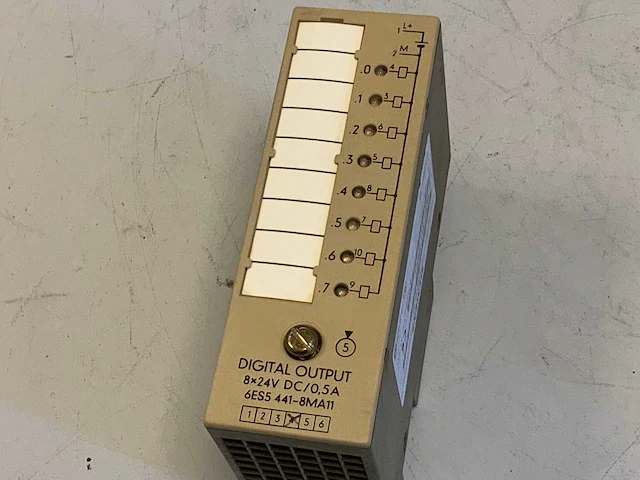 1 L+
2 M
.0 4
.1 3
.2 6
.3 5
.4 8
.5 7
.6 10
.7 9
5
DIGITAL OUTPUT
8×24V DC/0,5A
6ES5 441-8MA11
1 2 3 5 6